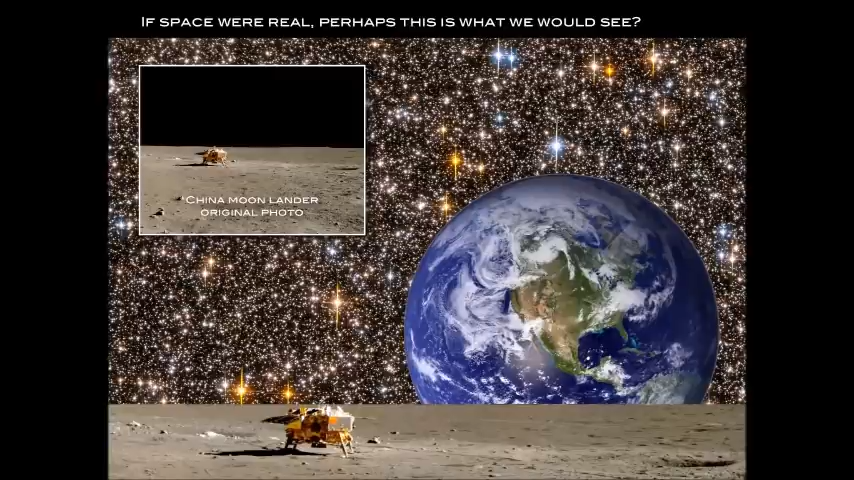 If space were real, perhaps this is what we would see?
*China moon lander
original photo